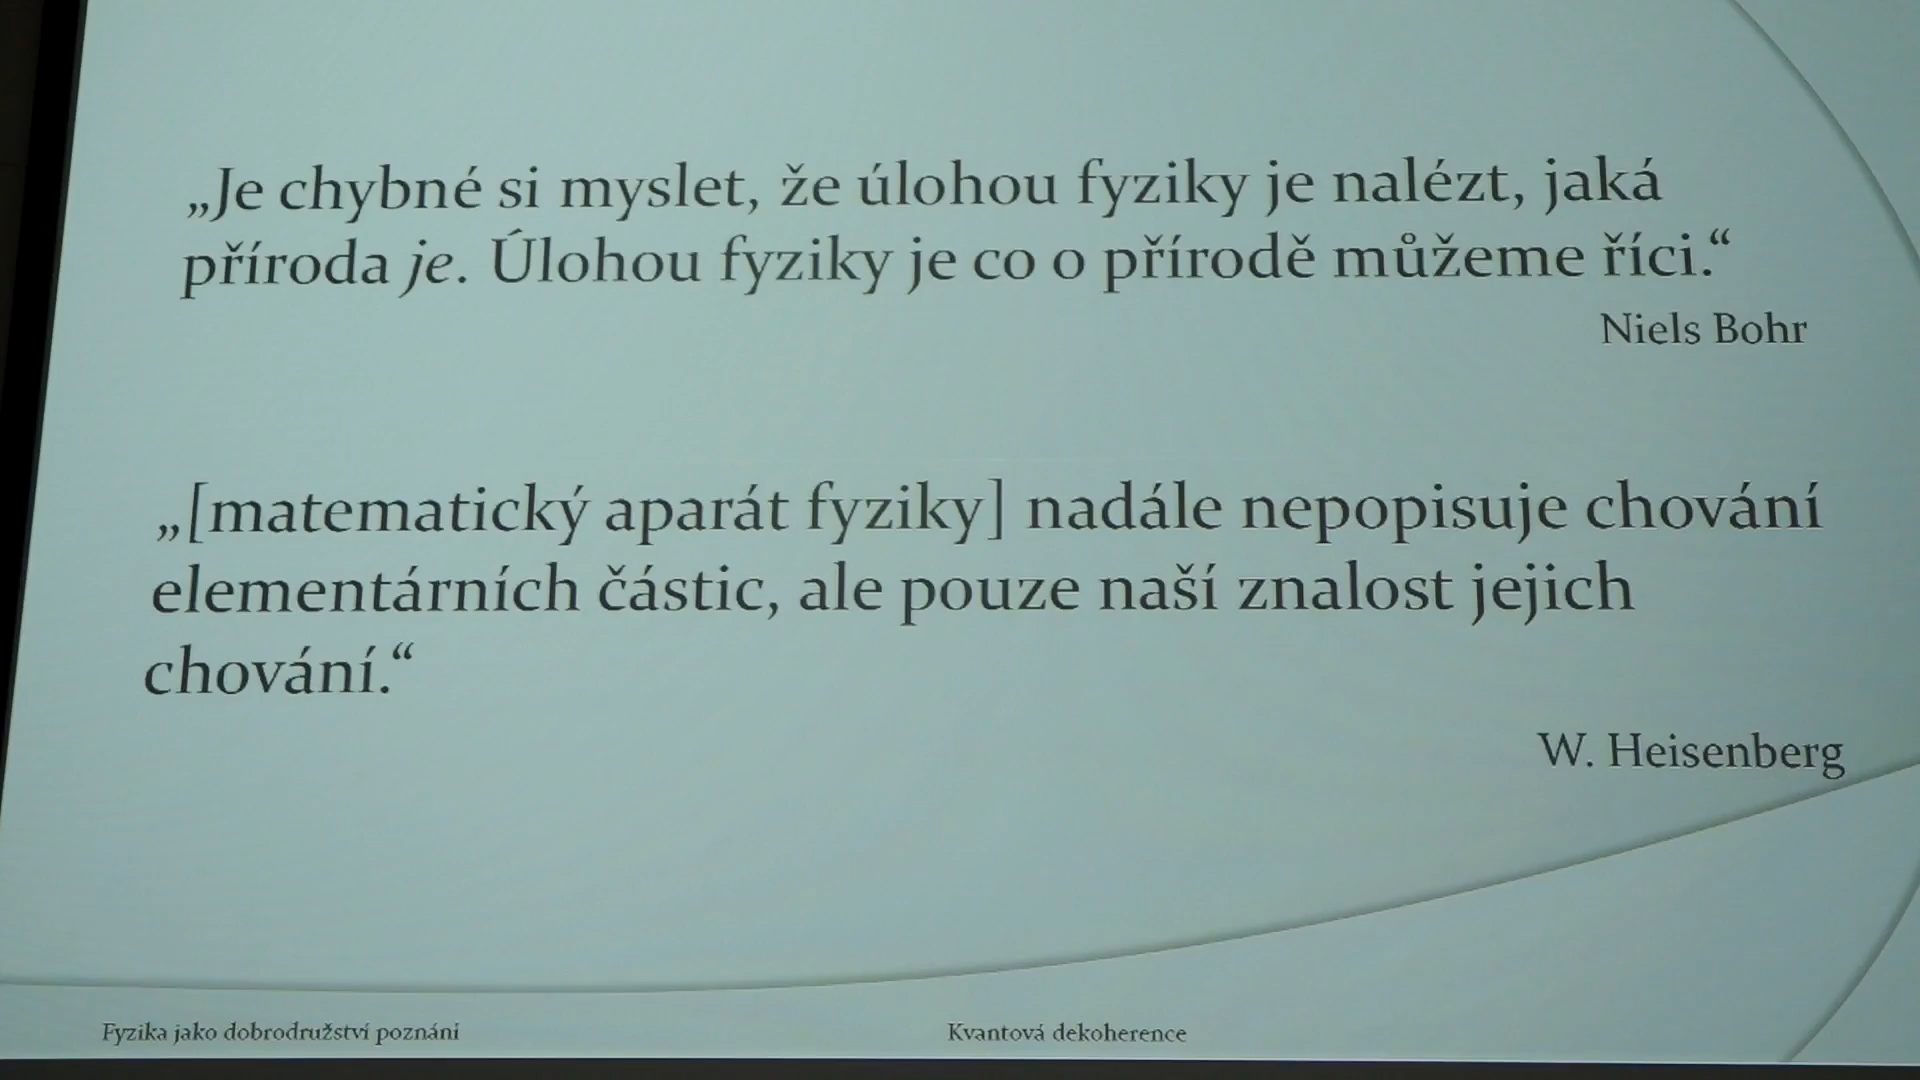 „Je chybné si myslet, že úlohou fyziky je nalézt, jaká
příroda je. Úlohou fyziky je co o přírodě můžeme říci.“
Niels Bohr
„[matematický aparát fyziky] nadále nepopisuje chování
elementárních částic, ale pouze naší znalost jejich
chování.“
W. Heisenberg
Fyzika jako dobrodružství poznání
Kvantová dekoherence